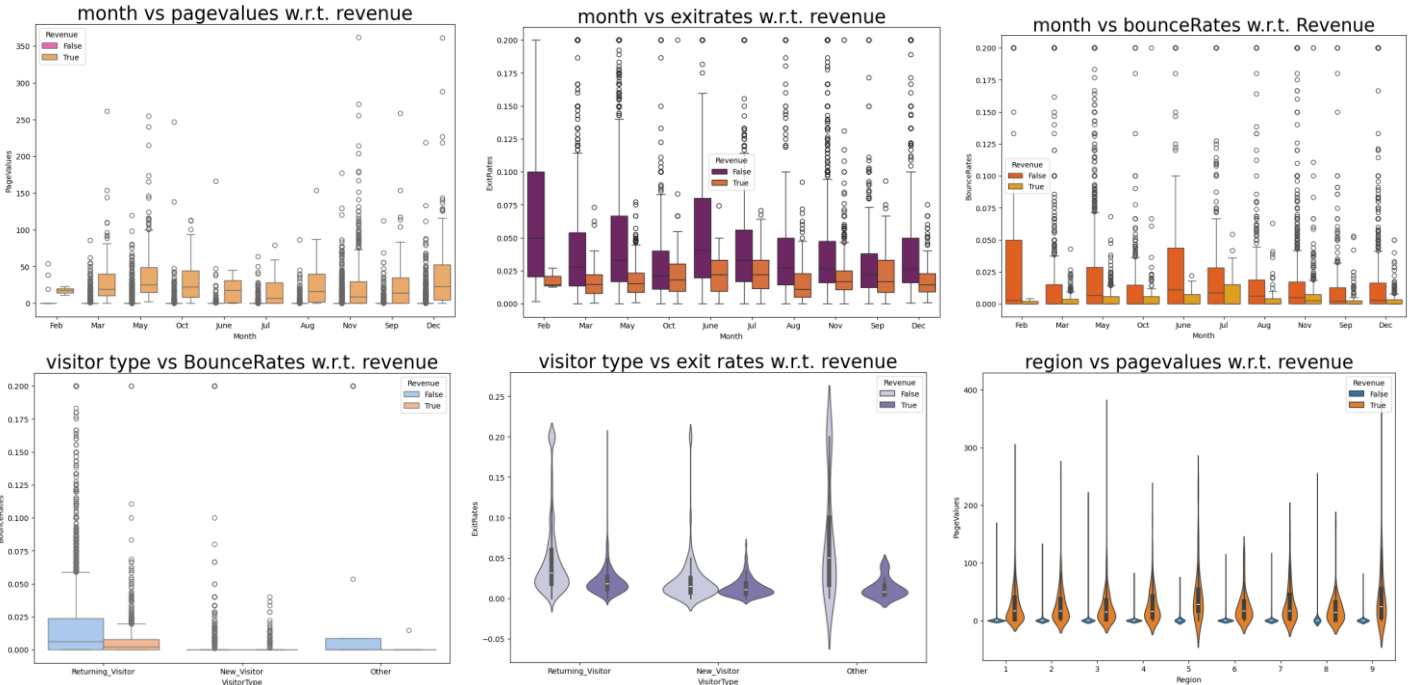 month vs pagevalues w.r.t. revenue
Revenue
False
True
350
300
250
200
150
100
50
0
PageValues
Feb Mar May Oct June Jul Aug Nov Sep Dec
Month
month vs exitrates w.r.t. revenue
0.200
0.175
0.150
0.125
0.100
0.075
0.050
0.025
0.000
ExitRates
Revenue
False
True
Feb Mar May Oct June Jul Aug Nov Sep Dec
Month
month vs bounceRates w.r.t. Revenue
0.200
0.175
0.150
0.125
0.100
0.075
0.050
0.025
0.000
BounceRates
Revenue
False
True
Feb Mar May Oct June Jul Aug Nov Sep Dec
Month
visitor type vs BounceRates w.r.t. revenue
Revenue
False
True
0.200
0.175
0.150
0.125
0.100
0.075
0.050
0.025
0.000
Returning_Visitor New_Visitor Other
VisitorType
visitor type vs exit rates w.r.t. revenue
Revenue
False
True
0.25
0.20
0.15
0.10
0.05
0.00
−0.05
ExitRates
Returning_Visitor New_Visitor Other
VisitorType
region vs pagevalues w.r.t. revenue
Revenue
False
True
400
300
200
100
0
PageValues
1 2 3 4 5 6 7 8 9
Region